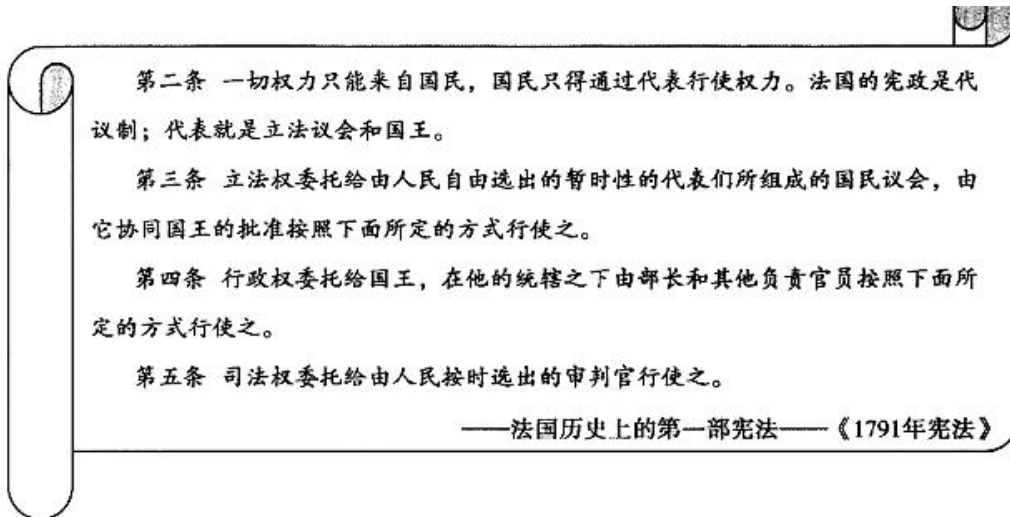 第二条 一切权力只能来自国民，国民只得通过代表行使权力。法国的宪政是代
议制；代表就是立法议会和国王。
第三条 立法权委托给由人民自由选出的暂时性的代表们所组成的国民议会，由
它协同国王的批准按照下面所定的方式行使之。
第四条 行政权委托给国王，在他的统辖之下由部长和其他负责官员按照下面所
定的方式行使之。
第五条 司法权委托给由人民按时选出的审判官行使之。
——法国历史上的第一部宪法——《1791年宪法》